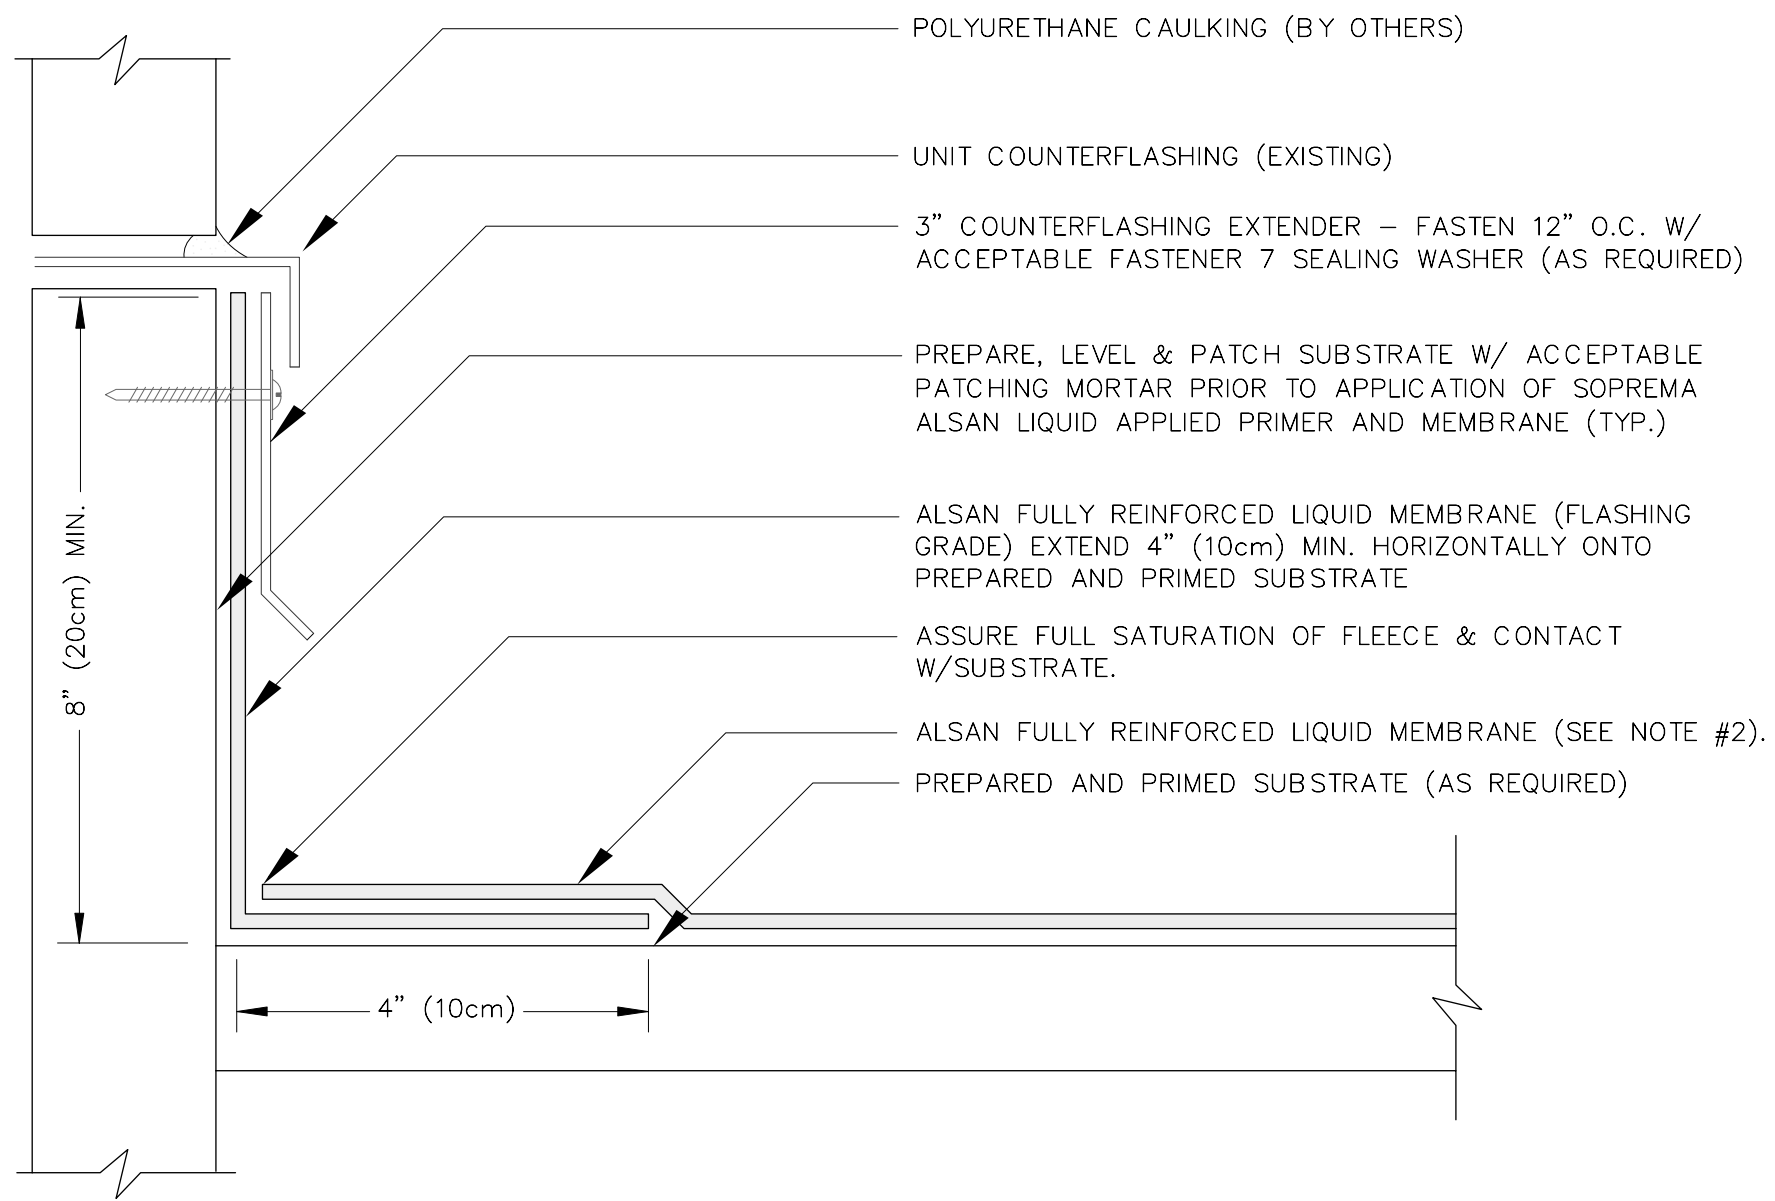 POLYURETHANE CAULKING (BY OTHERS)
UNIT COUNTERFLASHING (EXISTING)
3” COUNTERFLASHING EXTENDER – FASTEN 12” O.C. W/
ACCEPTABLE FASTENER 7 SEALING WASHER (AS REQUIRED)
PREPARE, LEVEL & PATCH SUBSTRATE W/ ACCEPTABLE
PATCHING MORTAR PRIOR TO APPLICATION OF SOPREMA
ALSAN LIQUID APPLIED PRIMER AND MEMBRANE (TYP.)
ALSAN FULLY REINFORCED LIQUID MEMBRANE (FLASHING
GRADE) EXTEND 4” (10cm) MIN. HORIZONTALLY ONTO
PREPARED AND PRIMED SUBSTRATE
ASSURE FULL SATURATION OF FLEECE & CONTACT
W/SUBSTRATE.
ALSAN FULLY REINFORCED LIQUID MEMBRANE (SEE NOTE #2).
PREPARED AND PRIMED SUBSTRATE (AS REQUIRED)
8” (20cm) MIN.
4” (10cm)